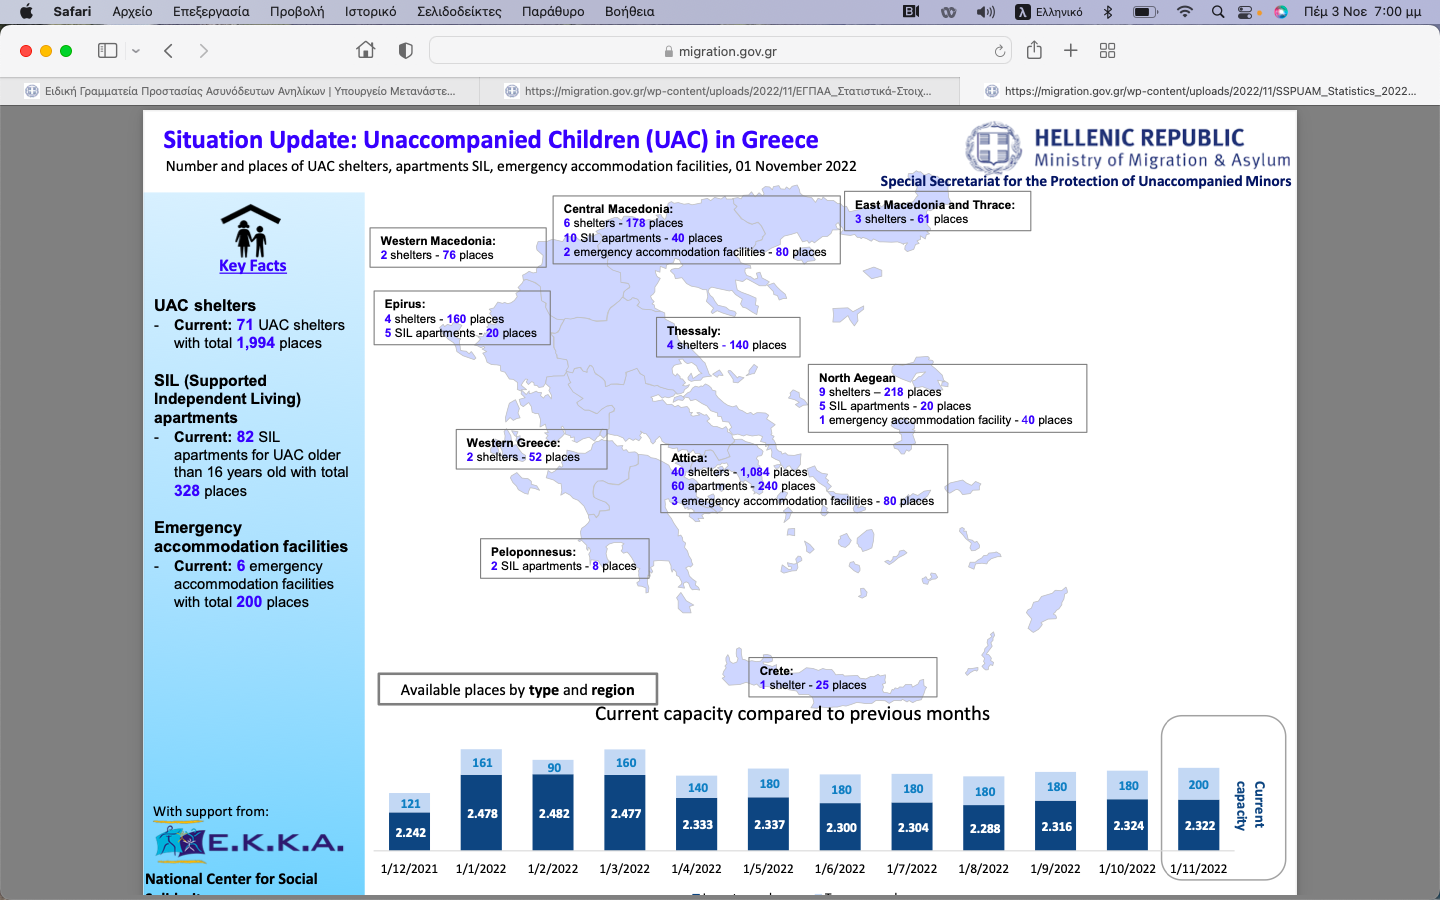 Safari Αρχείο Επεξεργασία Προβολή Ιστορικό Σελιδοδείκτες Παράθυρο Βοήθεια λ Ελληνικό Πέμ 3 Νοε 7:00 μμ
migration.gov.gr
Ειδική Γραμματεία Προστασίας Ασυνόδευτων Ανηλίκων | Υπουργείο Μετανάστε...
https://migration.gov.gr/wp-content/uploads/2022/11/ΕΓΠΑΑ_Στατιστικά-Στοιχ...
https://migration.gov.gr/wp-content/uploads/2022/11/SSPUAM_Statistics_2022...
Situation Update: Unaccompanied Children (UAC) in Greece
Number and places of UAC shelters, apartments SIL, emergency accommodation facilities, 01 November 2022
HELLENIC REPUBLIC
Ministry of Migration & Asylum
Special Secretariat for the Protection of Unaccompanied Minors
Key Facts
UAC shelters
- Current: 71 UAC shelters
with total 1,994 places
SIL (Supported
Independent Living)
apartments
- Current: 82 SIL
apartments for UAC older
than 16 years old with total
328 places
Emergency
accommodation facilities
- Current: 6 emergency
accommodation facilities
with total 200 places
With support from:
E.K.K.A.
National Center for Social
Central Macedonia:
6 shelters - 178 places
10 SIL apartments - 40 places
2 emergency accommodation facilities - 80 places
East Macedonia and Thrace:
3 shelters - 61 places
Western Macedonia:
2 shelters - 76 places
Epirus:
4 shelters - 160 places
5 SIL apartments - 20 places
Thessaly:
4 shelters - 140 places
North Aegean
9 shelters – 218 places
5 SIL apartments - 20 places
1 emergency accommodation facility - 40 places
Western Greece:
2 shelters - 52 places
Attica:
40 shelters - 1,084 places
60 apartments - 240 places
3 emergency accommodation facilities - 80 places
Peloponnesus:
2 SIL apartments - 8 places
Crete:
1 shelter - 25 places
Available places by type and region
Current capacity compared to previous months
121 161 90 160 140 180 180 180 180 180 180 200
2.242 2.478 2.482 2.477 2.333 2.337 2.300 2.304 2.288 2.316 2.324 2.322
Current
capacity
1/12/2021 1/1/2022 1/2/2022 1/3/2022 1/4/2022 1/5/2022 1/6/2022 1/7/2022 1/8/2022 1/9/2022 1/10/2022 1/11/2022